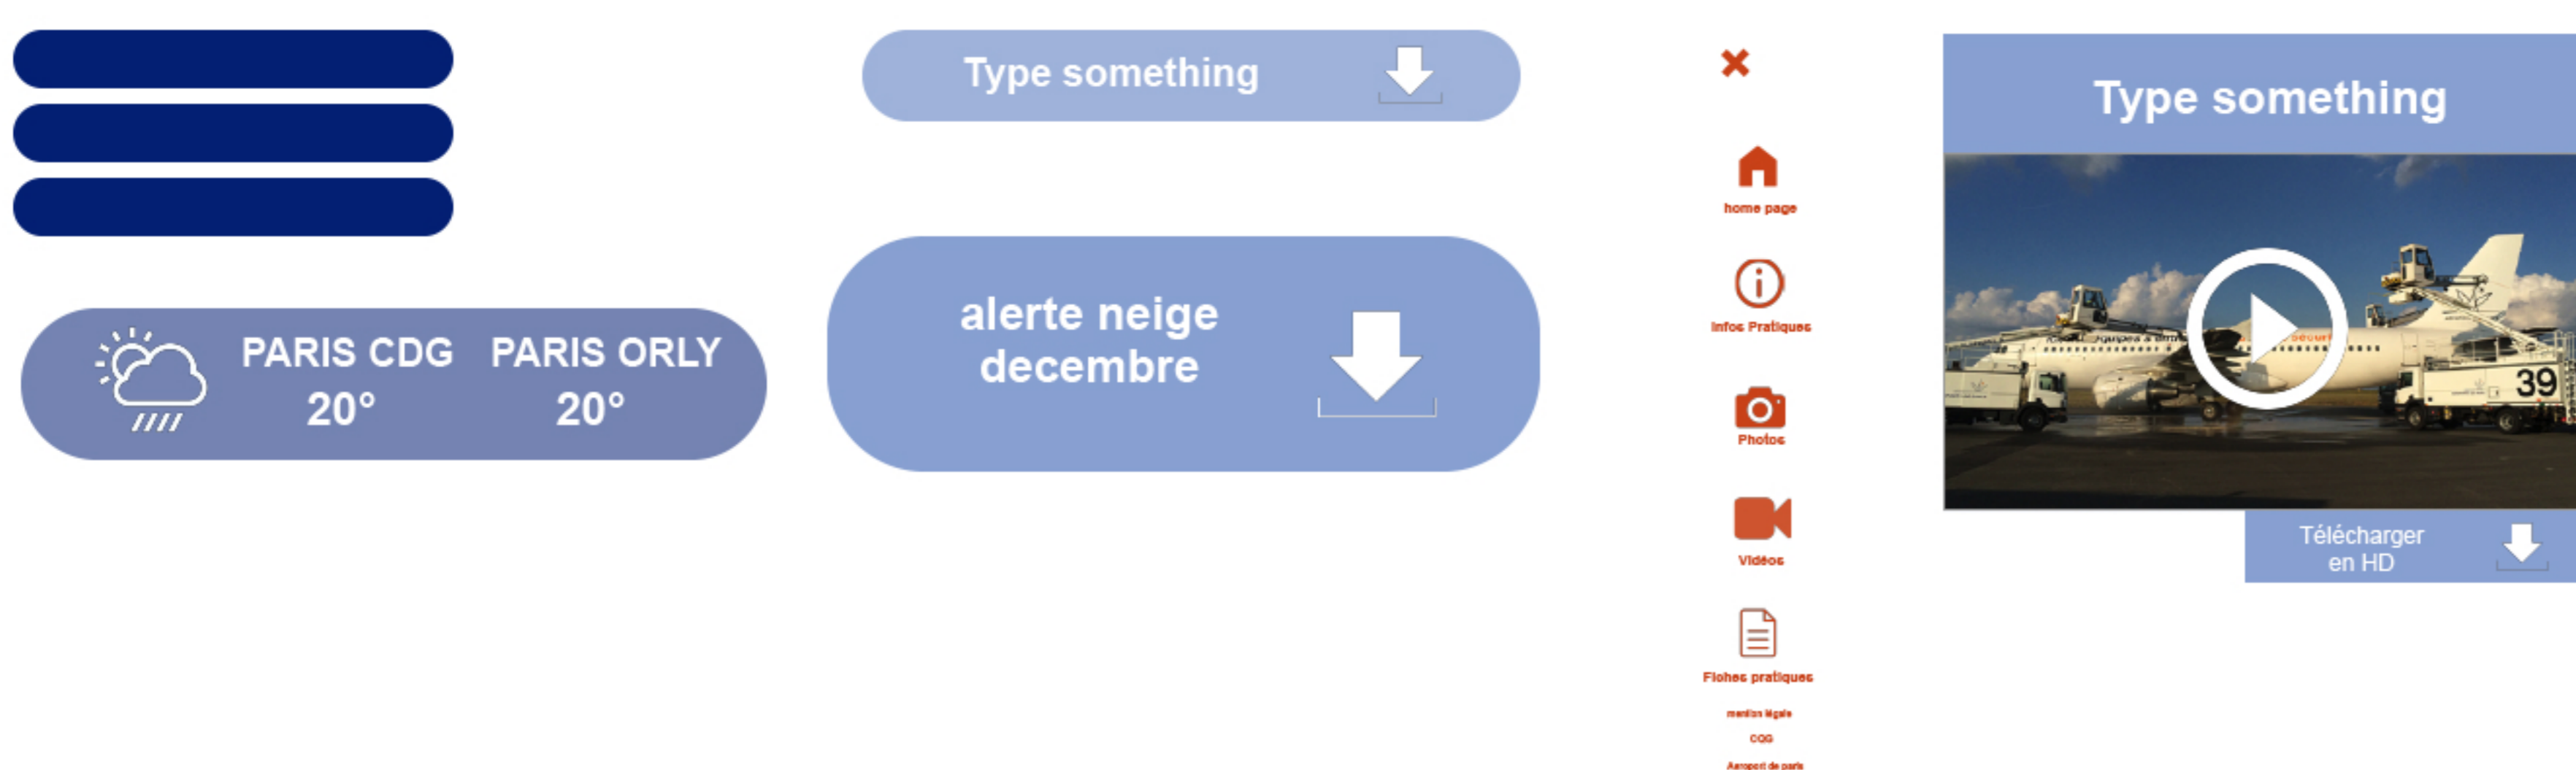 PARIS CDG PARIS ORLY
20° 20°
Type something
alerte neige
decembre
home page
Infos Pratiques
Photos
Vidéos
Fiches pratiques
mention légale
CGG
Aeroport de paris
Type something
39
Télécharger
en HD